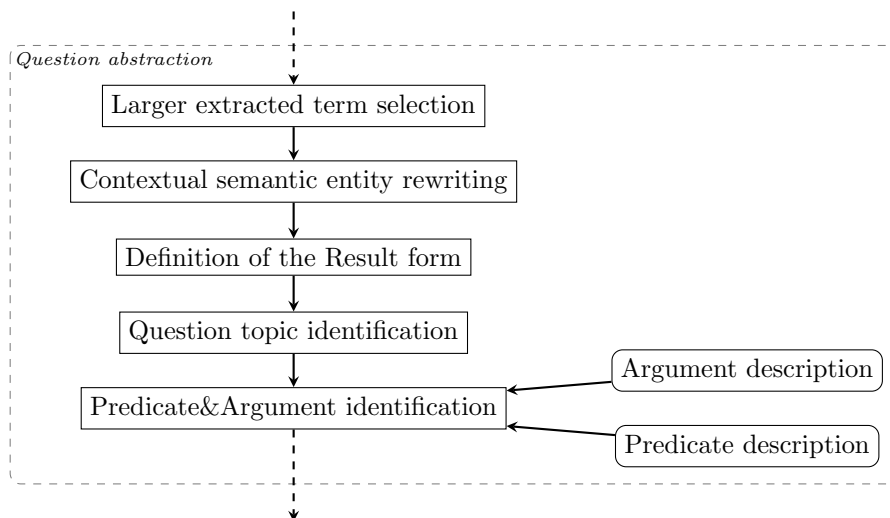 Question abstraction
Larger extracted term selection
Contextual semantic entity rewriting
Definition of the Result form
Question topic identification
Argument description
Predicate&Argument identification
Predicate description